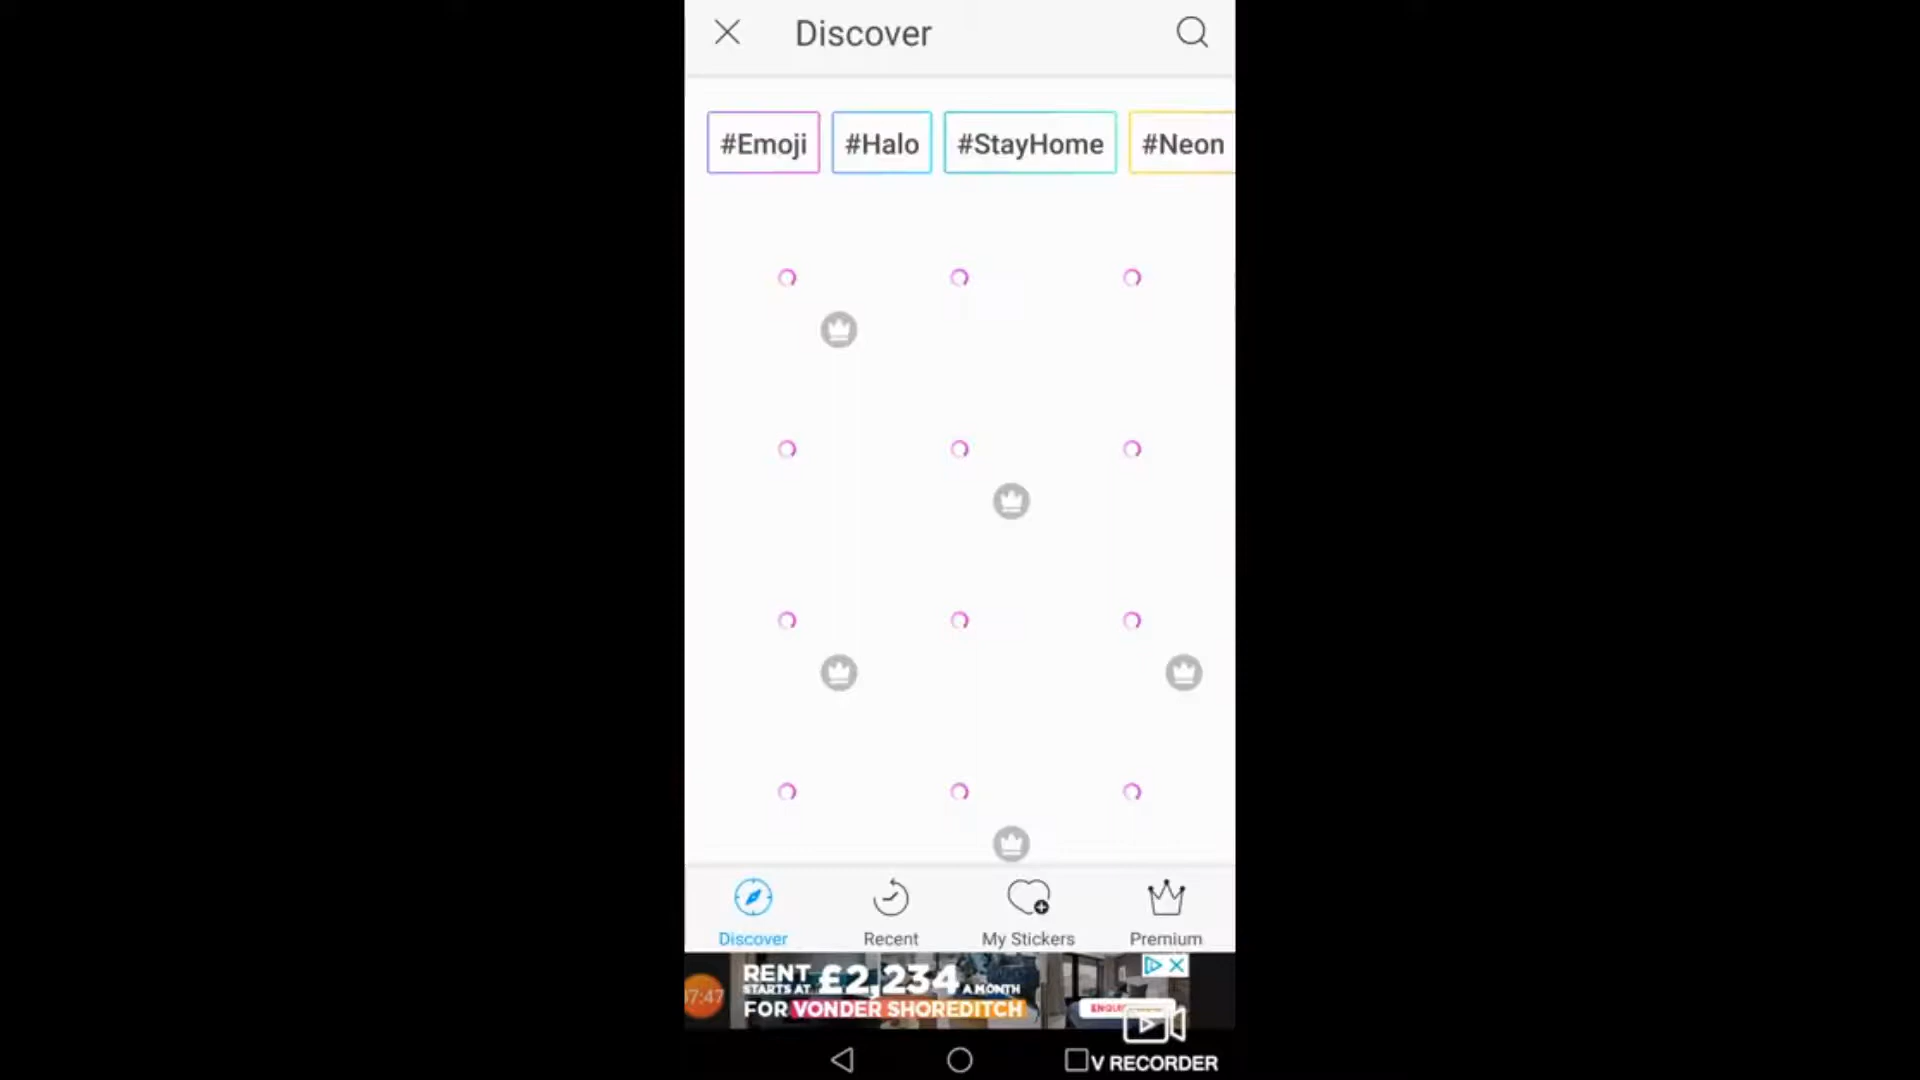 Discover
#Emoji #Halo #StayHome #Neon
Discover Recent My Stickers Premium
RENT
STARTS AT £2,234 A MONTH
FOR VONDER SHOREDITCH
V RECORDER